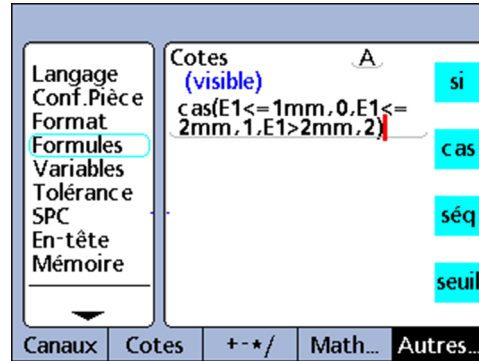 Langage
Conf.Pièce
Format
Formules
Variables
Tolérance
SPC
En-tête
Mémoire
Cotes A
(visible)
cas(E1<=1mm,0,E1<=
2mm,1,E1>2mm,2)
si
cas
séq
seuil
Canaux Cotes +-*/ Math... Autres...